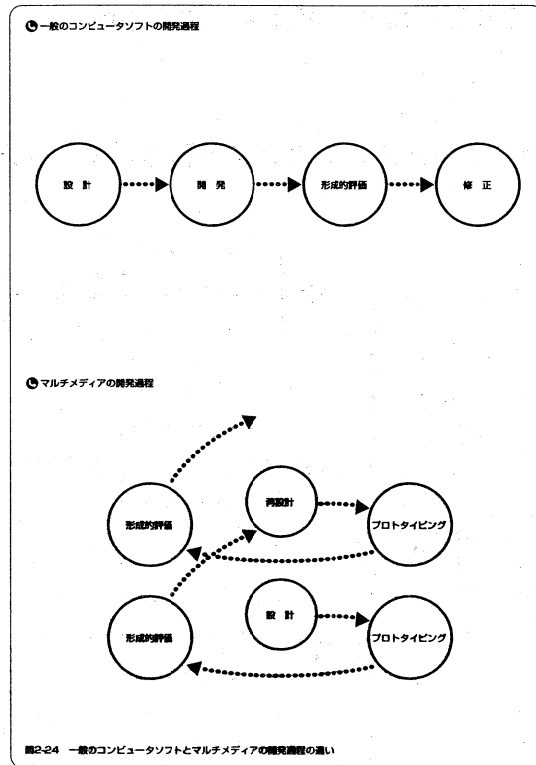 一般のコンピュータソフトの開発過程
設計
開発
形成的評価
修正
マルチメディアの開発過程
再設計
形成的評価
プロトタイピング
設計
形成的評価
プロトタイピング
図2-24 一般のコンピュータソフトとマルチメディアの開発過程の違い